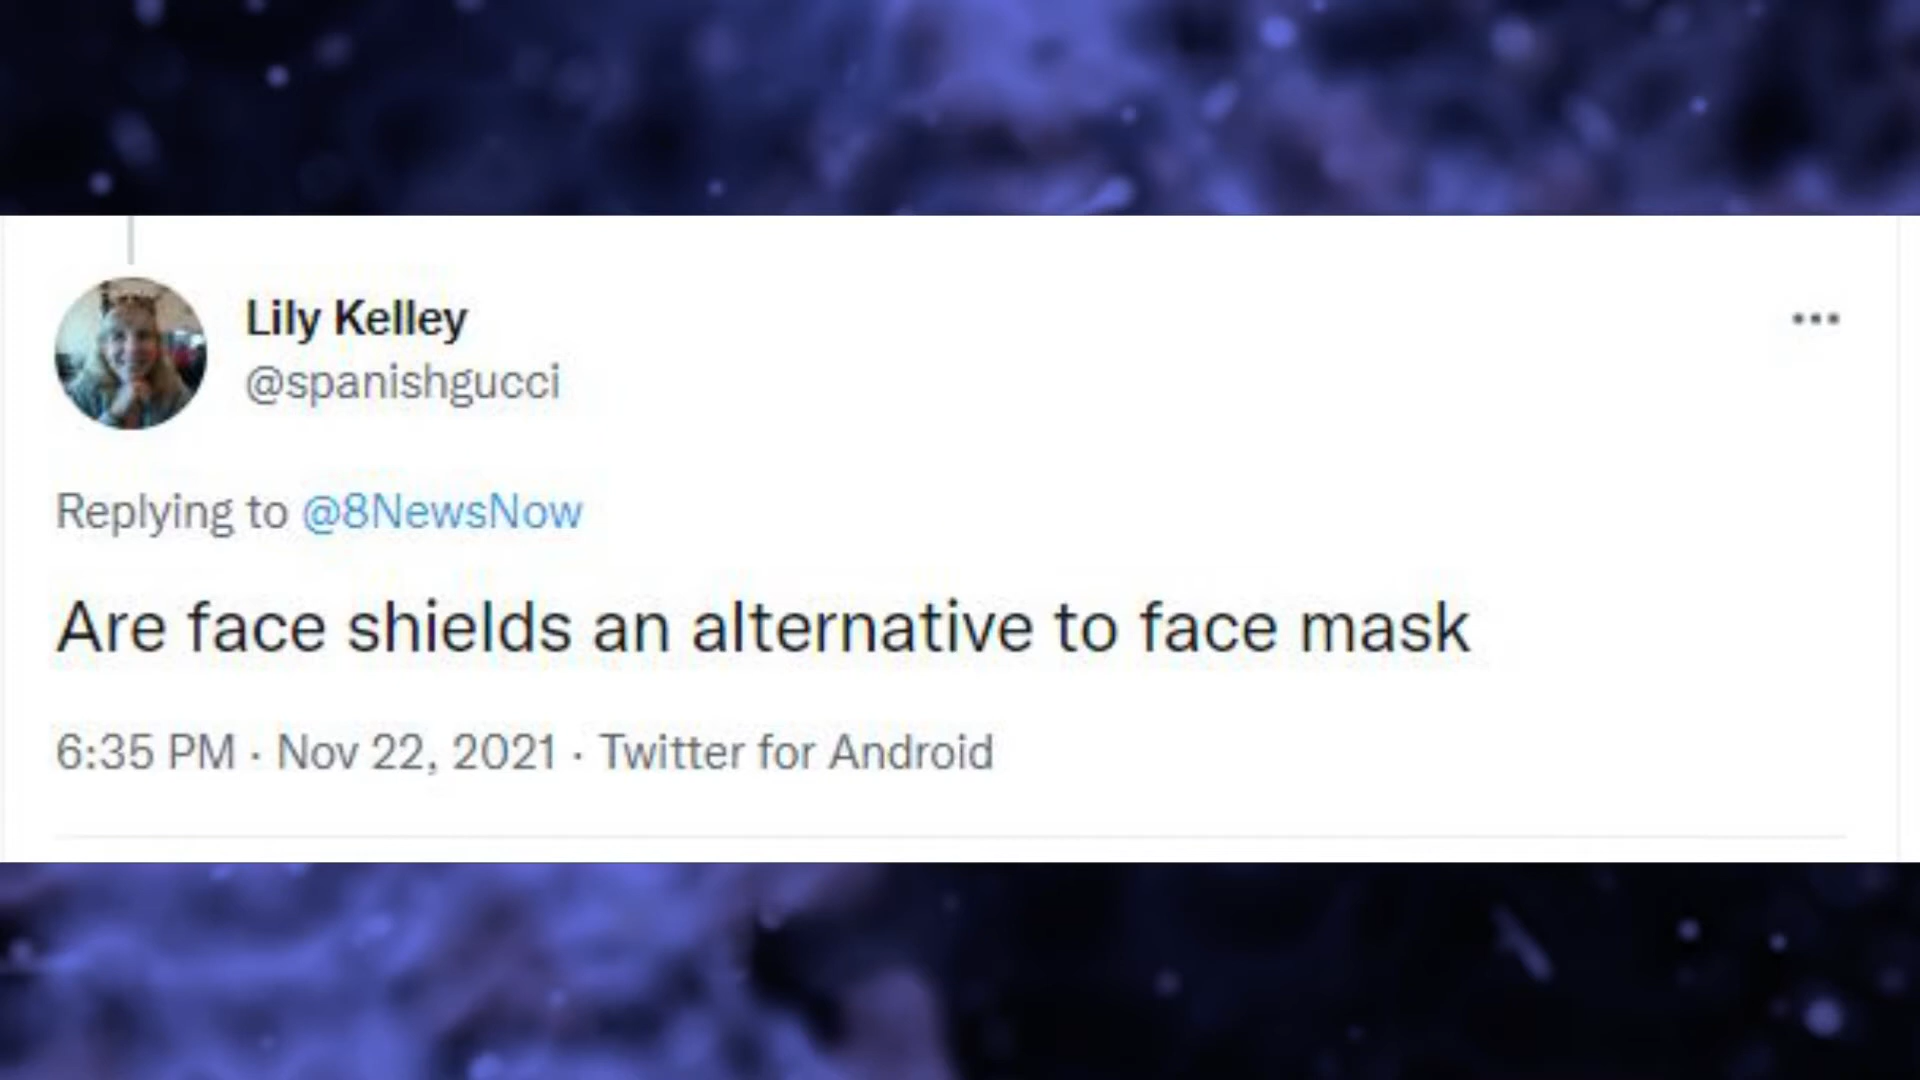 Lily Kelley
@spanishgucci
Replying to @8NewsNow
Are face shields an alternative to face mask
6:35 PM · Nov 22, 2021 · Twitter for Android